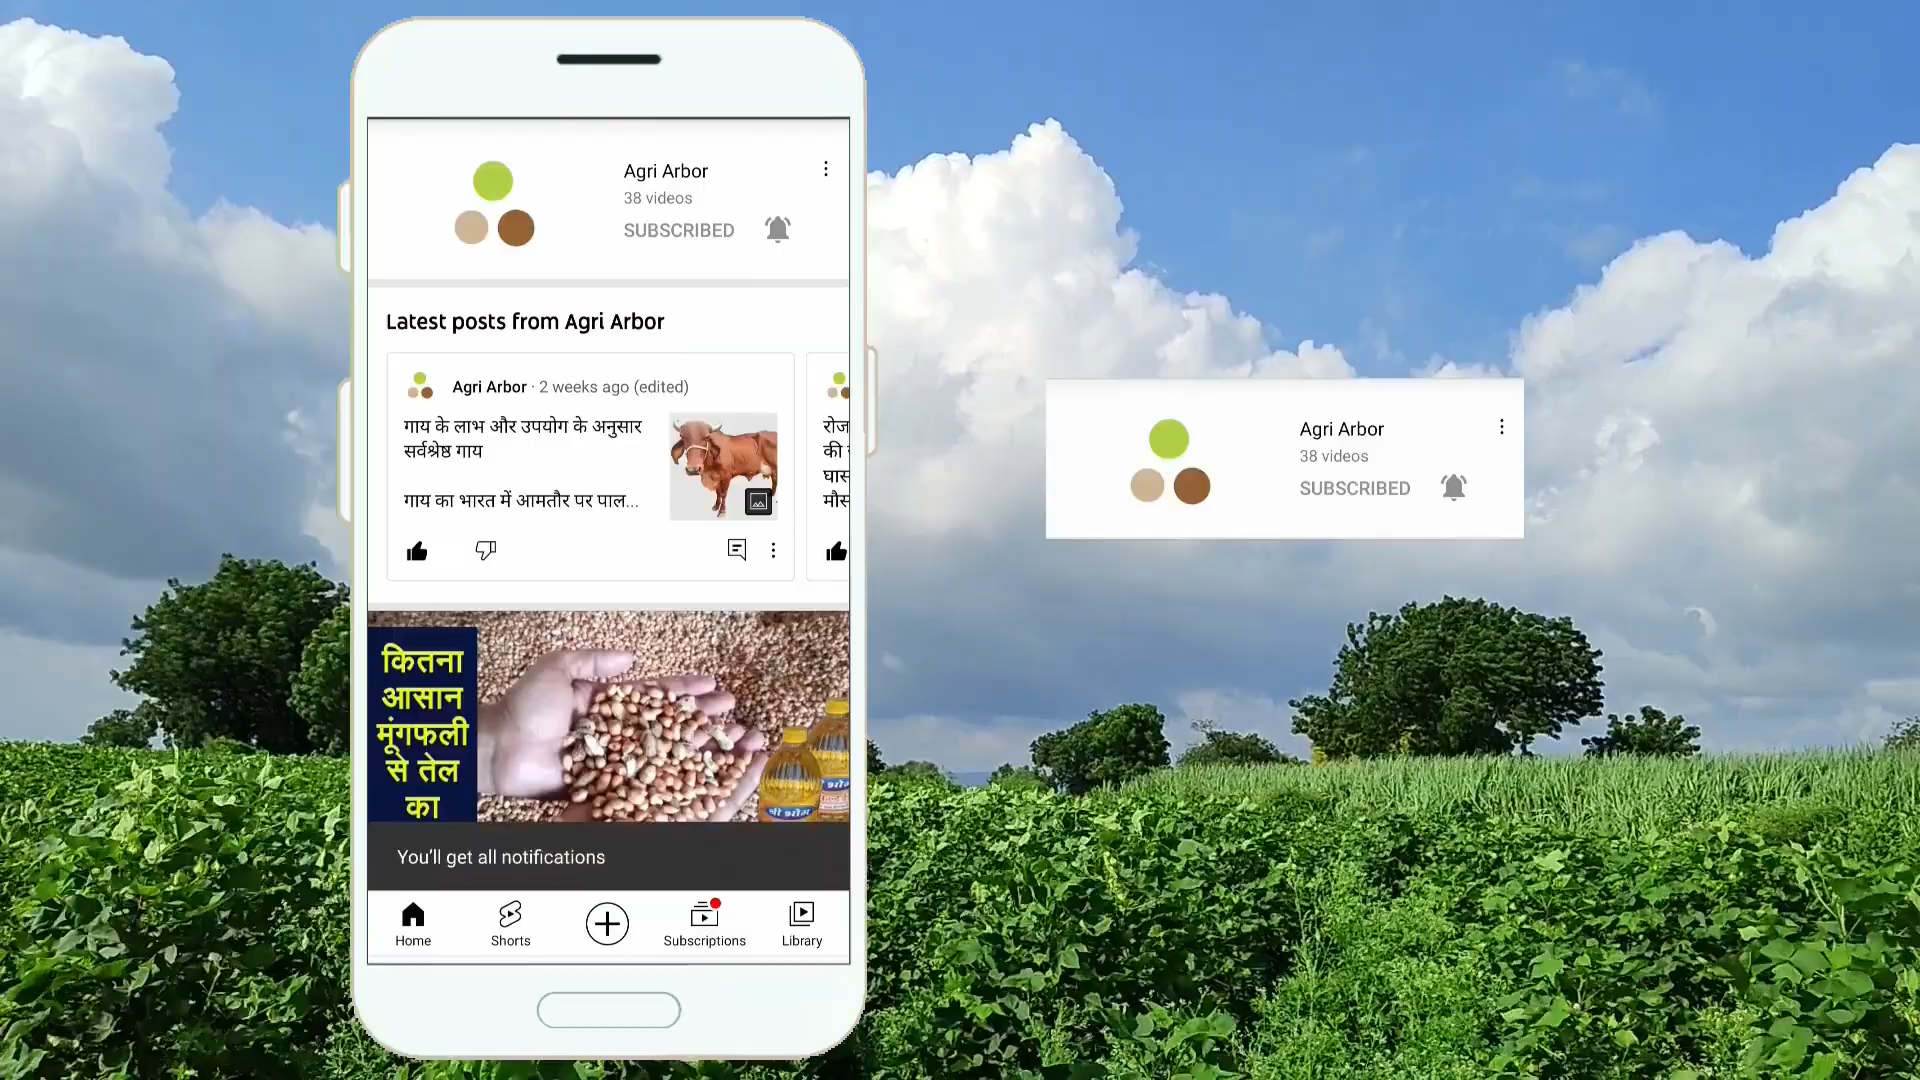 Agri Arbor
38 videos
SUBSCRIBED
Latest posts from Agri Arbor
Agri Arbor · 2 weeks ago (edited)
गाय के लाभ और उपयोग के अनुसार
सर्वश्रेष्ठ गाय
गाय का भारत में आमतौर पर पाल...
रोज
की
घास
मौस
कितना
आसान
मूंगफली
से तेल
का
श्री भोग
You'll get all notifications
Home
Shorts
Subscriptions
Library
Agri Arbor
38 videos
SUBSCRIBED